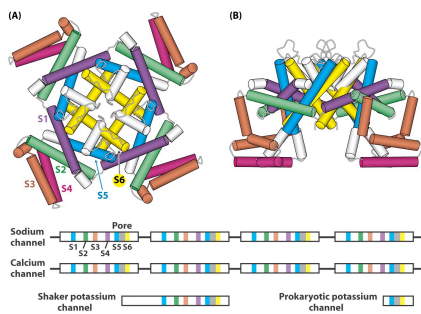 (A)
(B)
S1
S2
S3
S4
S5
S6
Pore
Sodium
channel
S1
S2
S3
S4
S5 S6
Calcium
channel
Shaker potassium
channel
Prokaryotic potassium
channel